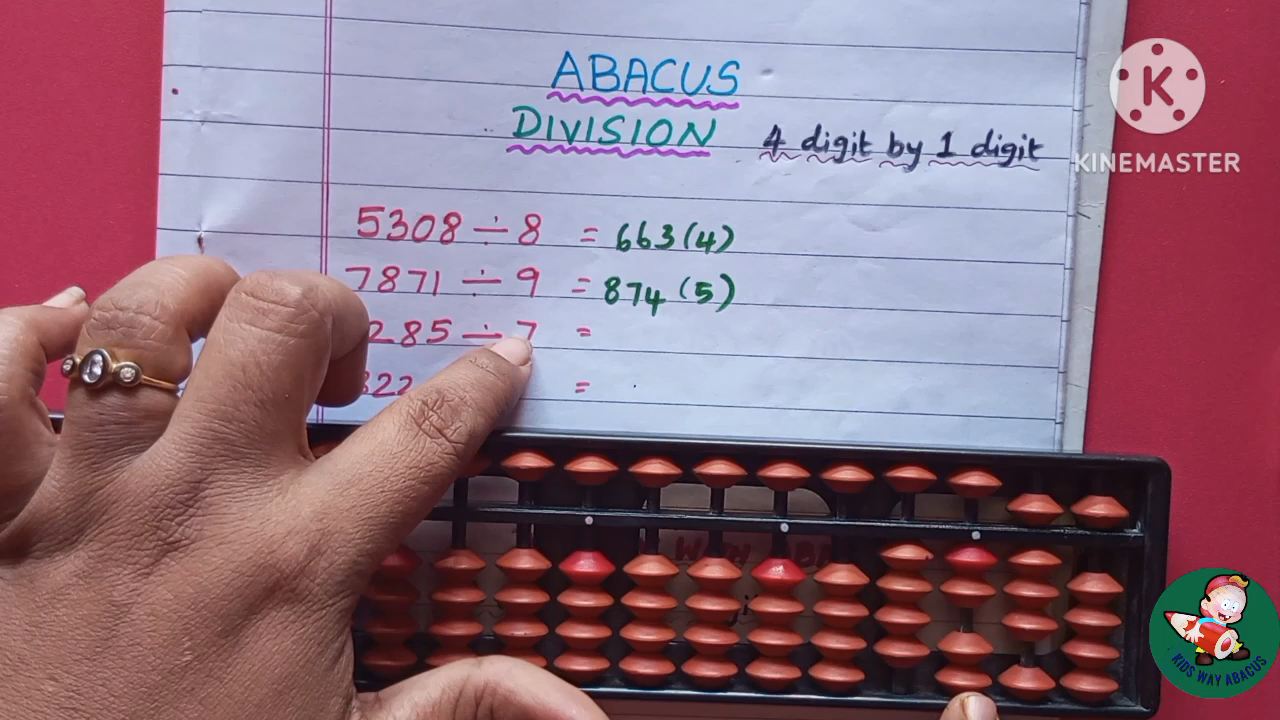 ABACUS
DIVISION 4 digit by 1 digit
KINEMASTER
5308 ÷ 8 = 663 (4)
7871 ÷ 9 = 874 (5)
285 ÷ 7 =
322 =
KIDS WAY ABACUS